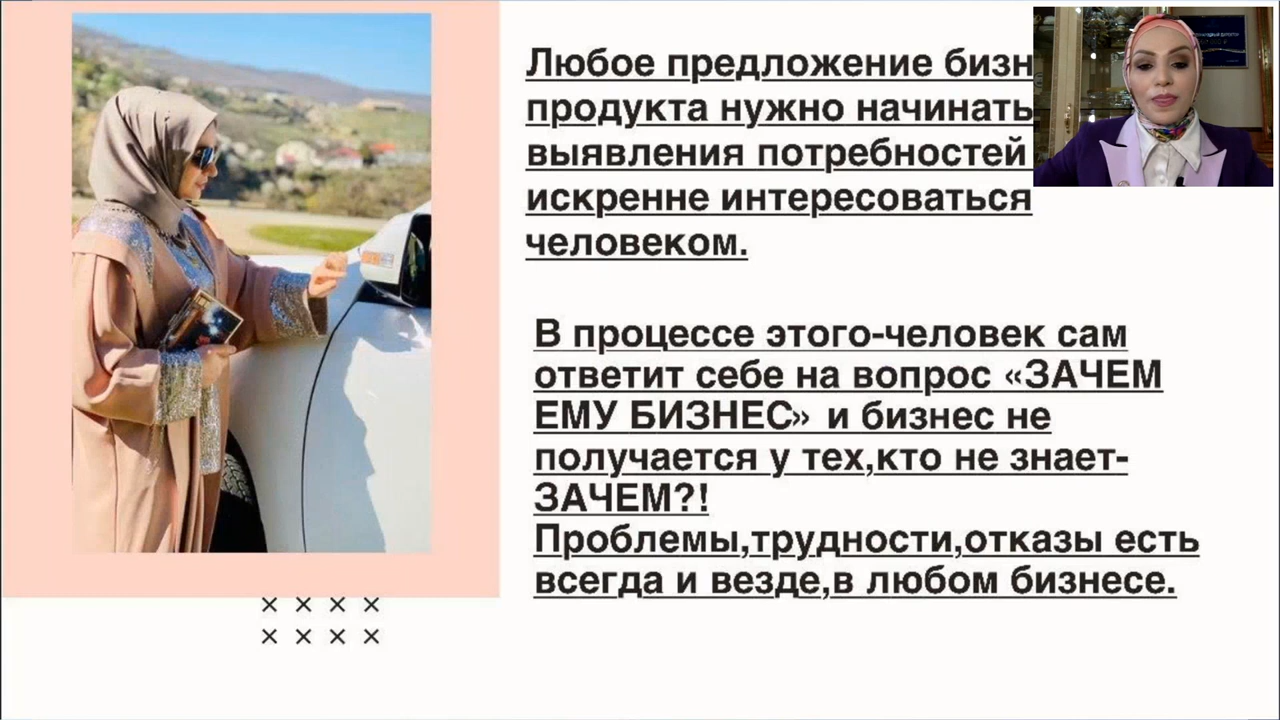 Любое предложение бизн
продукта нужно начинать
выявления потребностей
искренне интересоваться
человеком.
В процессе этого-человек сам
ответит себе на вопрос «ЗАЧЕМ
ЕМУ БИЗНЕС» и бизнес не
получается у тех,кто не знает-
ЗАЧЕМ?!
Проблемы,трудности,отказы есть
всегда и везде,в любом бизнесе.